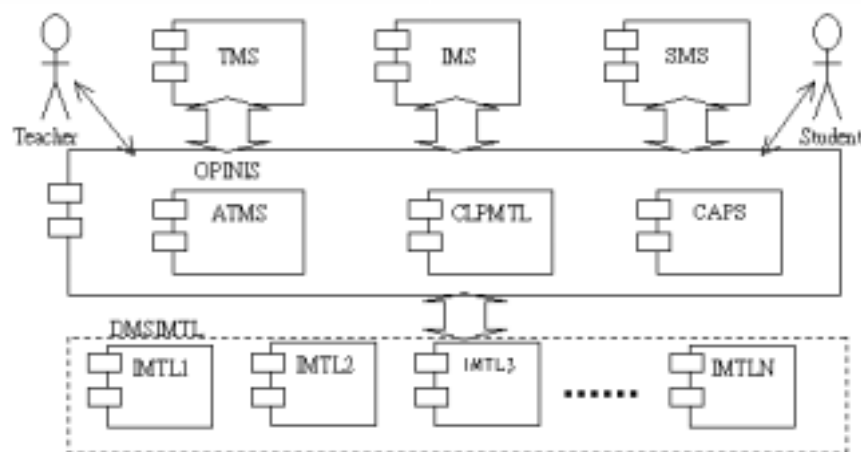 TMS IMS SMS
Teacher Student
OPINIS
ATMS CLPMTL CAPS
DMSIMTL
IMTL1 IMTL2 IMTL3 IMTLN